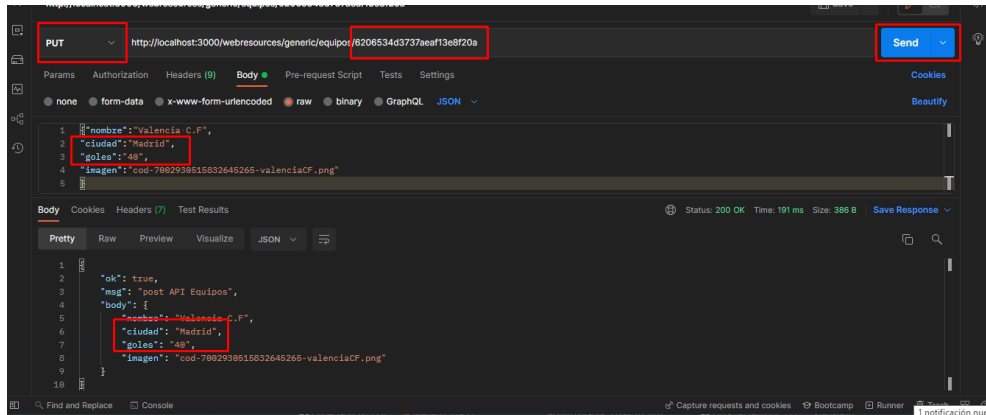 PUT http://localhost:3000/webresources/generic/equipos/6206534d3737aeaf13e8f20a Send
Params Authorization Headers (9) Body Pre-request Script Tests Settings Cookies
none form-data x-www-form-urlencoded raw binary GraphQL JSON Beautify
1 {"nombre":"Valencia C.F",
2 "ciudad":"Madrid",
3 "goles":"40",
4 "imagen":"cod-7002930515832645265-valenciaCF.png"
5 }
Body Cookies Headers (7) Test Results Status: 200 OK Time: 191 ms Size: 386 B Save Response
Pretty Raw Preview Visualize JSON
1 {
2 "ok": true,
3 "msg": "post API Equipos",
4 "body": {
5 "nombre": "Valencia C.F",
6 "ciudad": "Madrid",
7 "goles": "40",
8 "imagen": "cod-7002930515832645265-valenciaCF.png"
9 }
10 }
Find and Replace Console Capture requests and cookies Bootcamp Runner Trash
1 notificación